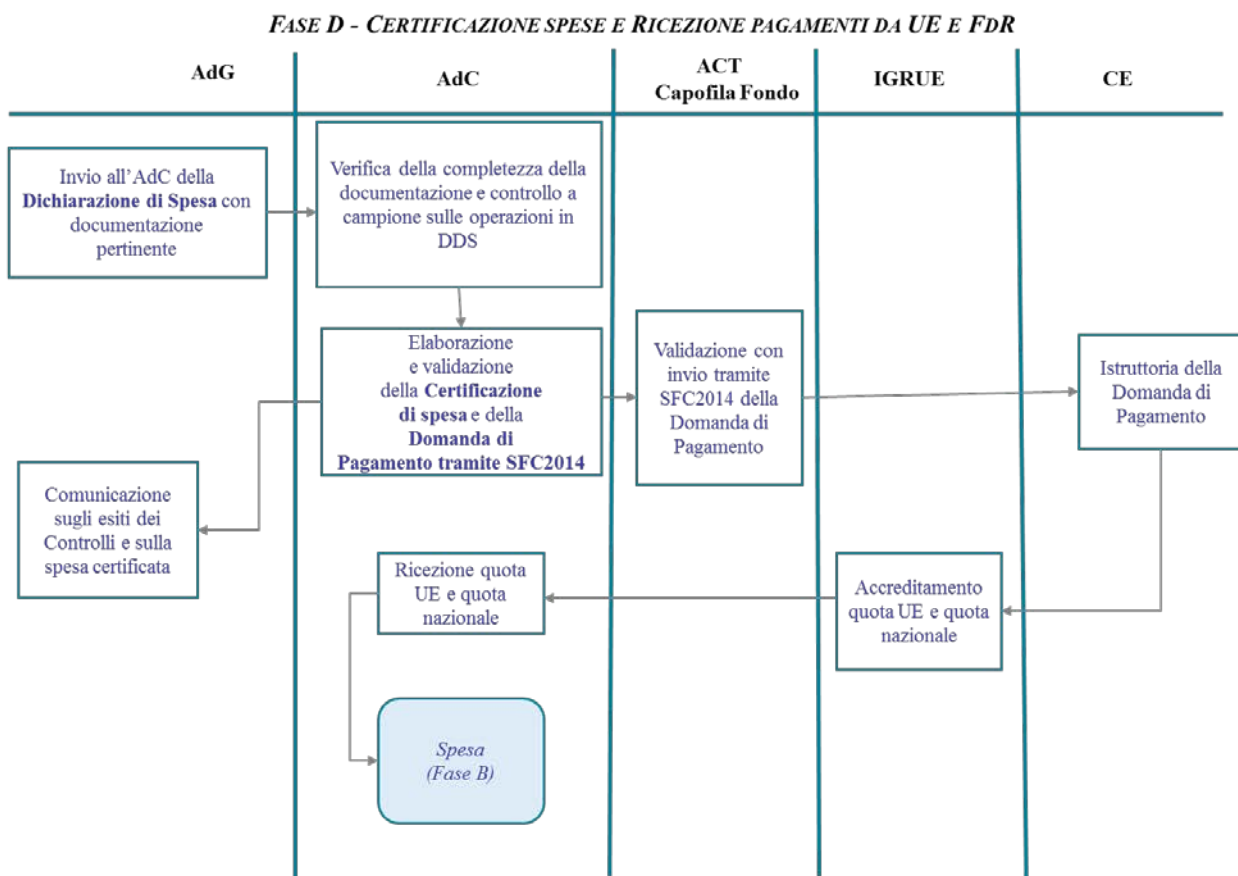 FASE D - CERTIFICAZIONE SPESE E RICEZIONE PAGAMENTI DA UE E FDR
AdG
AdC
ACT
Capofila Fondo
IGRUE
CE
Invio all'AdC della
Dichiarazione di Spesa con
documentazione
pertinente
Verifica della completezza della
documentazione e controllo a
campione sulle operazioni in
DDS
Elaborazione
e validazione
della Certificazione
di spesa e della
Domanda di
Pagamento tramite SFC2014
Validazione con
invio tramite
SFC2014 della
Domanda di
Pagamento
Istruttoria della
Domanda di
Pagamento
Comunicazione
sugli esiti dei
Controlli e sulla
spesa certificata
Ricezione quota
UE e quota
nazionale
Accreditamento
quota UE e quota
nazionale
Spesa
(Fase B)